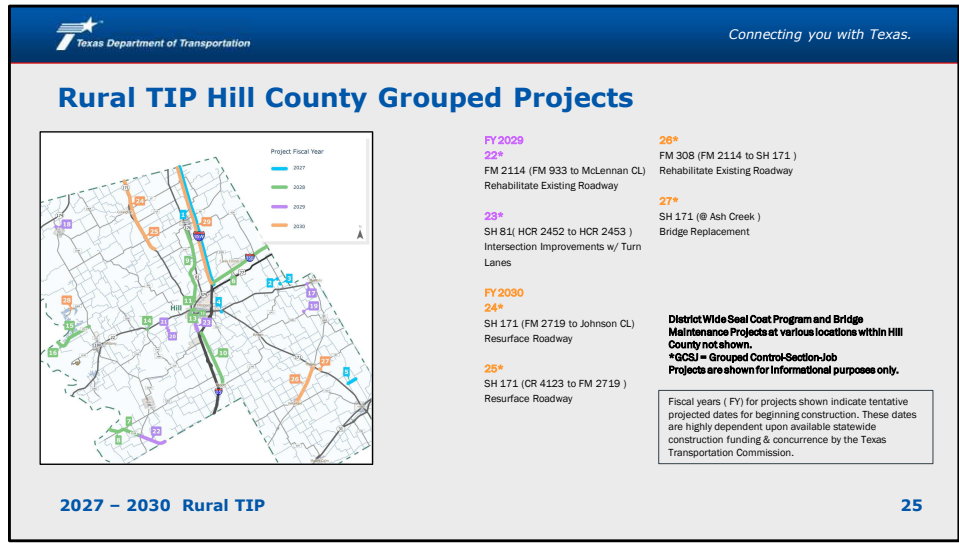 Texas Department of Transportation
Connecting you with Texas.
Rural TIP Hill County Grouped Projects
Project Fiscal Year
2027
2028
2029
2030
Hill
FY 2029
22*
FM 2114 (FM 933 to McLennan CL)
Rehabilitate Existing Roadway
23*
SH 81( HCR 2452 to HCR 2453 )
Intersection Improvements w/ Turn
Lanes
FY 2030
24*
SH 171 (FM 2719 to Johnson CL)
Resurface Roadway
25*
SH 171 (CR 4123 to FM 2719 )
Resurface Roadway
26*
FM 308 (FM 2114 to SH 171 )
Rehabilitate Existing Roadway
27*
SH 171 (@ Ash Creek )
Bridge Replacement
District Wide Seal Coat Program and Bridge
Maintenance Projects at various locations within Hill
County not shown.
*GCSJ = Grouped Control-Section-Job
Projects are shown for informational purposes only.
Fiscal years ( FY) for projects shown indicate tentative
projected dates for beginning construction. These dates
are highly dependent upon available statewide
construction funding & concurrence by the Texas
Transportation Commission.
2027 – 2030 Rural TIP
25